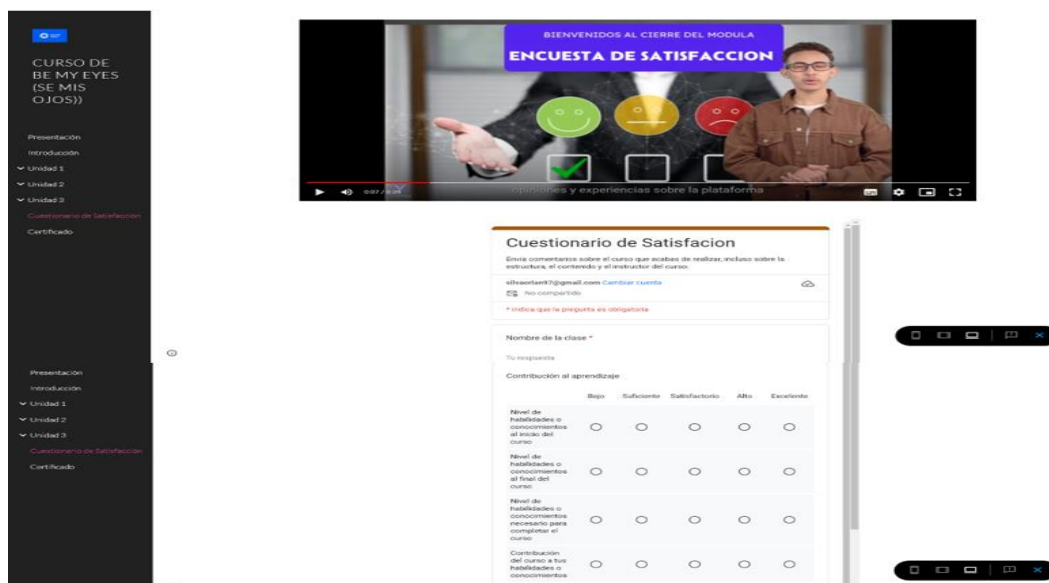 CURSO DE
BE MY EYES
(SE MIS
OJOS))
Presentación
Introducción
Unidad 1
Unidad 2
Unidad 3
Cuestionario de Satisfacción
Certificado
BIENVENIDOS AL CIERRE DEL MODULA
ENCUESTA DE SATISFACCION
opiniones y experiencias sobre la plataforma
Cuestionario de Satisfacion
Envía comentarios sobre el curso que acabas de realizar, incluso sobre la
estructura, el contenido y el instructor del curso.
Cambiar cuenta
No compartido
* Indica que la pregunta es obligatoria
Nombre de la clase *
Tu respuesta
Presentación
Introducción
Unidad 1
Unidad 2
Unidad 3
Cuestionario de Satisfacción
Certificado
Contribución al aprendizaje
Bajo Suficiente Satisfactorio Alto Excelente
Nivel de
habilidades o
conocimientos
al inicio del
curso
Nivel de
habilidades o
conocimientos
al final del
curso
Nivel de
habilidades o
conocimientos
necesario para
completar el
curso
Contribución
del curso a tus
habilidades o
conocimientos